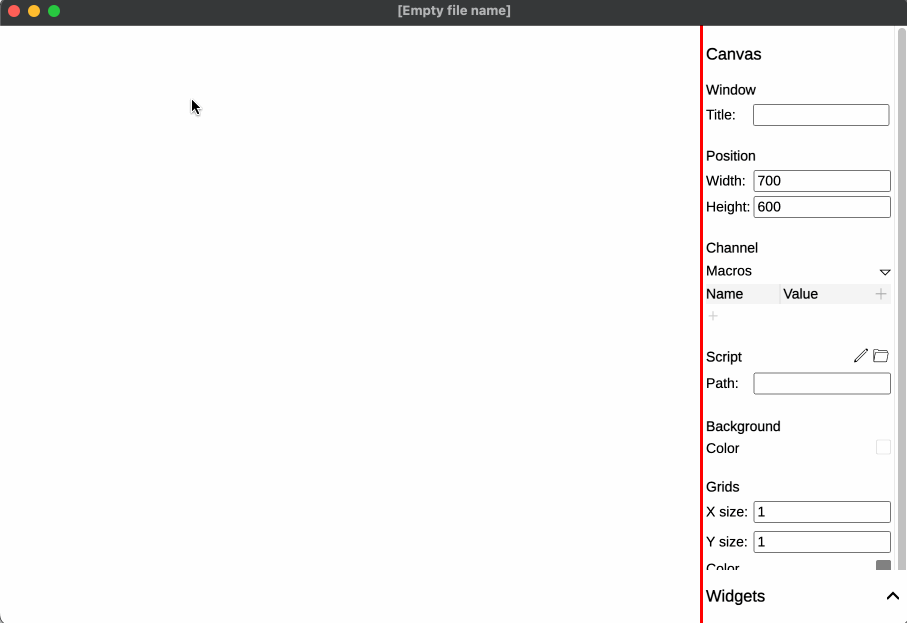 [Empty file name]
Canvas
Window
Title:
Position
Width: 700
Height: 600
Channel
Macros
Name Value
Script
Path:
Background
Color
Grids
X size: 1
Y size: 1
Color
Widgets